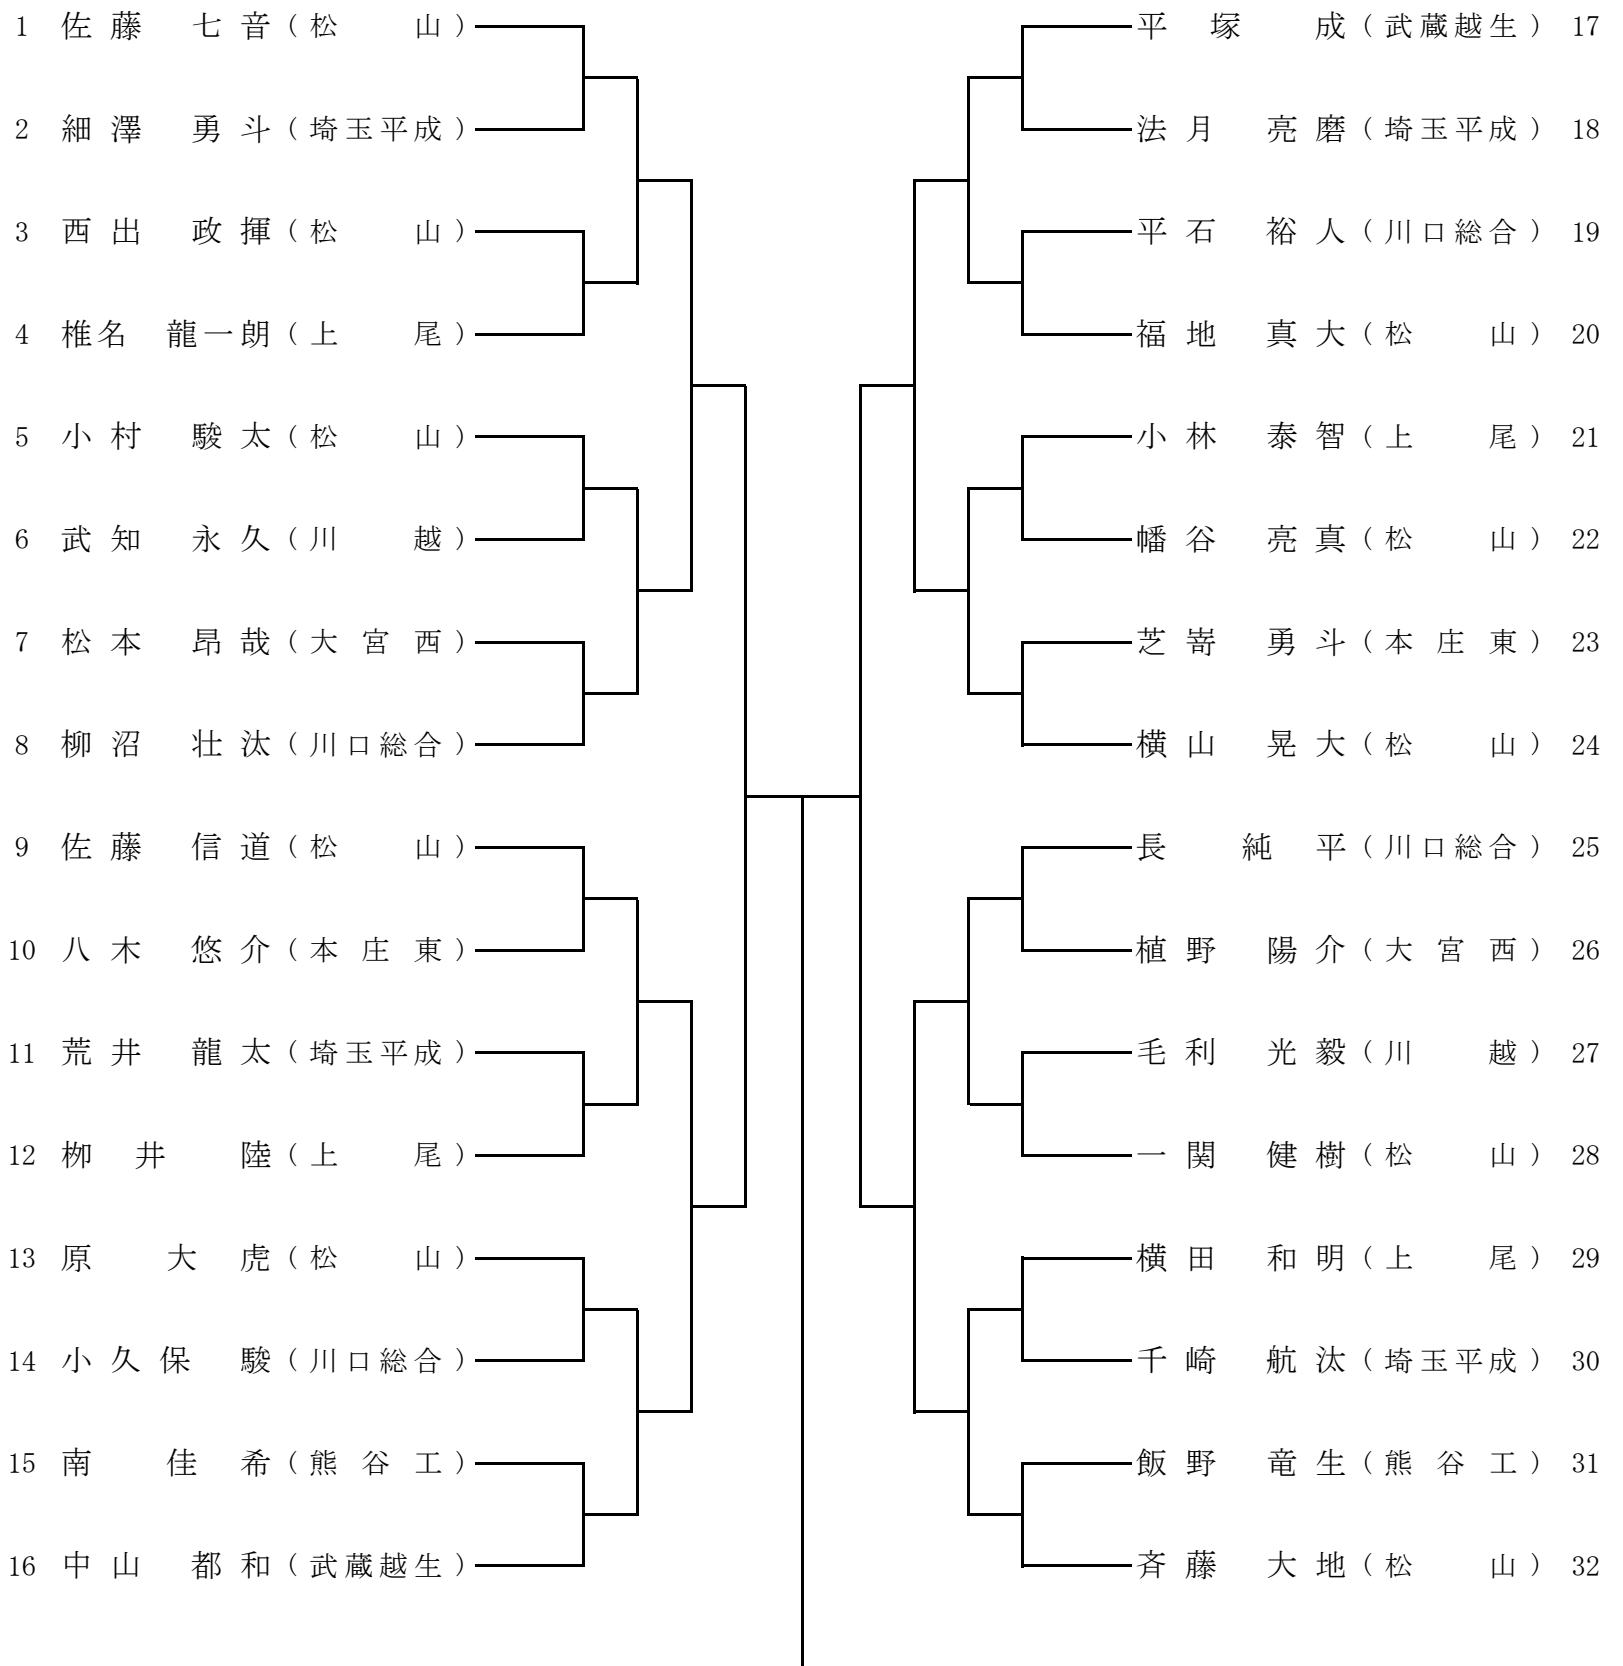 1 佐藤 七音（松山）
2 細澤 勇斗（埼玉平成）
3 西出 政揮（松山）
4 椎名 龍一朗（上尾）
5 小村 駿太（松山）
6 武知 永久（川越）
7 松本 昂哉（大宮西）
8 柳沼 壮汰（川口総合）
9 佐藤 信道（松山）
10 八木 悠介（本庄東）
11 荒井 龍太（埼玉平成）
12 栁井 陸（上尾）
13 原 大虎（松山）
14 小久保 駿（川口総合）
15 南 佳希（熊谷工）
16 中山 都和（武蔵越生）
平塚 成（武蔵越生） 17
法月 亮磨（埼玉平成） 18
平石 裕人（川口総合） 19
福地 真大（松山） 20
小林 泰智（上尾） 21
幡谷 亮真（松山） 22
芝嵜 勇斗（本庄東） 23
横山 晃大（松山） 24
長 純平（川口総合） 25
植野 陽介（大宮西） 26
毛利 光毅（川越） 27
一関 健樹（松山） 28
横田 和明（上尾） 29
千崎 航汰（埼玉平成） 30
飯野 竜生（熊谷工） 31
斉藤 大地（松山） 32